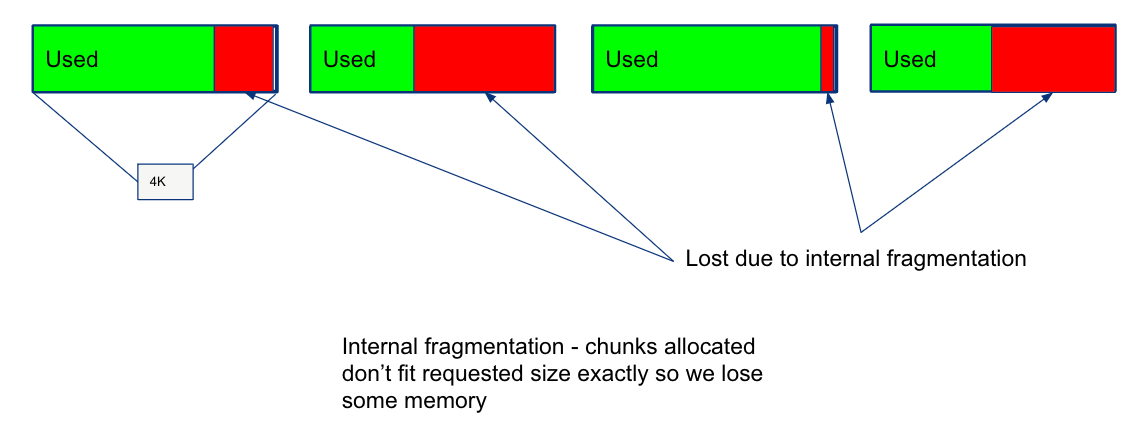 Used
Used
Used
Used
4K
Lost due to internal fragmentation
Internal fragmentation - chunks allocated
don’t fit requested size exactly so we lose
some memory